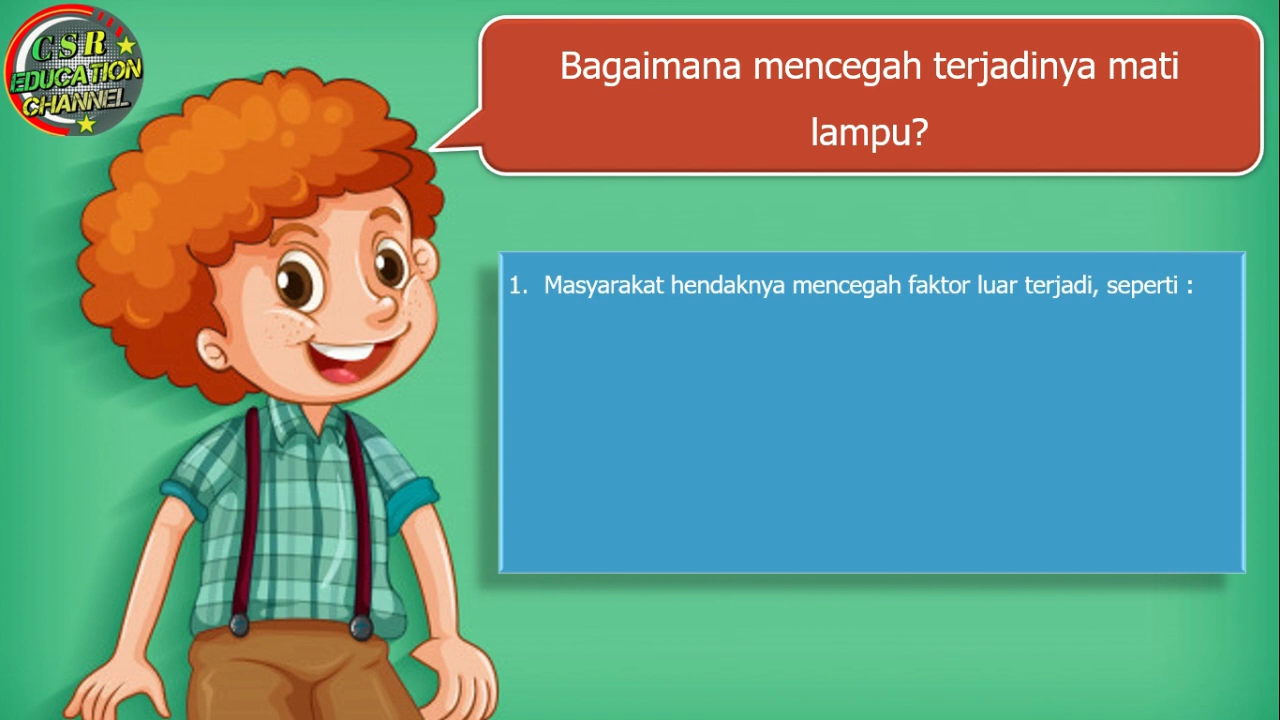 CSR
EDUCATION
CHANNEL
Bagaimana mencegah terjadinya mati
lampu?
1. Masyarakat hendaknya mencegah faktor luar terjadi, seperti :